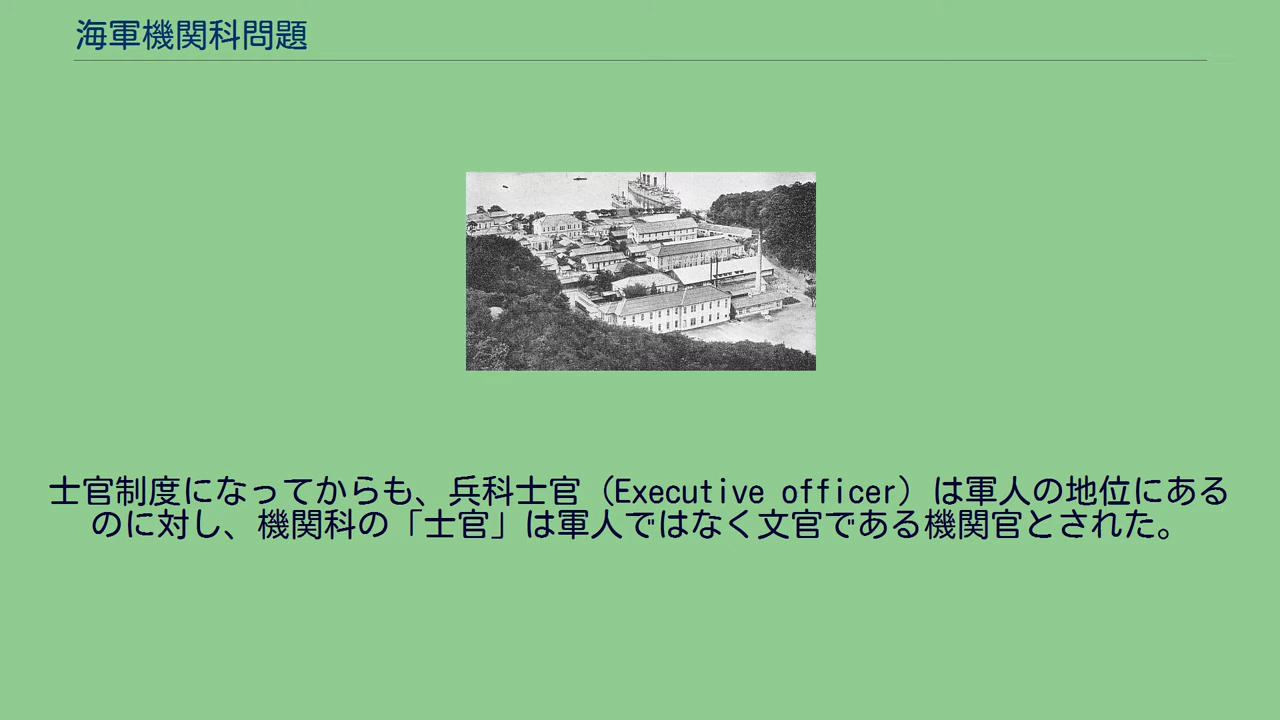 海軍機関科問題
士官制度になってからも、兵科士官（Executive officer）は軍人の地位にある
のに対し、機関科の「士官」は軍人ではなく文官である機関官とされた。